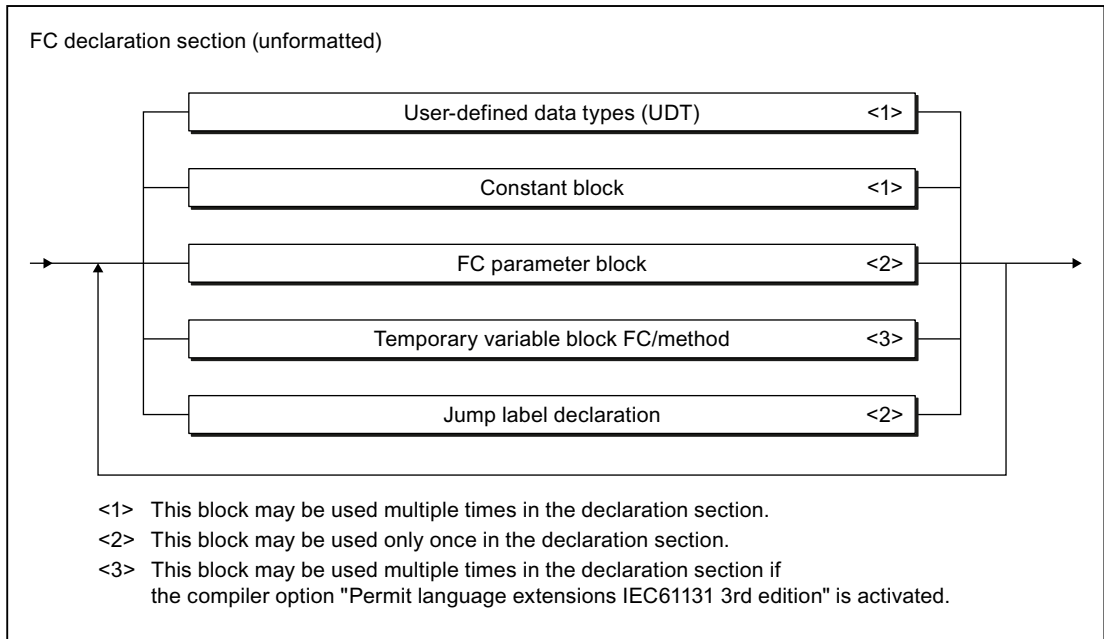 FC declaration section (unformatted)
User-defined data types (UDT) <1>
Constant block <1>
FC parameter block <2>
Temporary variable block FC/method <3>
Jump label declaration <2>
<1> This block may be used multiple times in the declaration section.
<2> This block may be used only once in the declaration section.
<3> This block may be used multiple times in the declaration section if
the compiler option "Permit language extensions IEC61131 3rd edition" is activated.